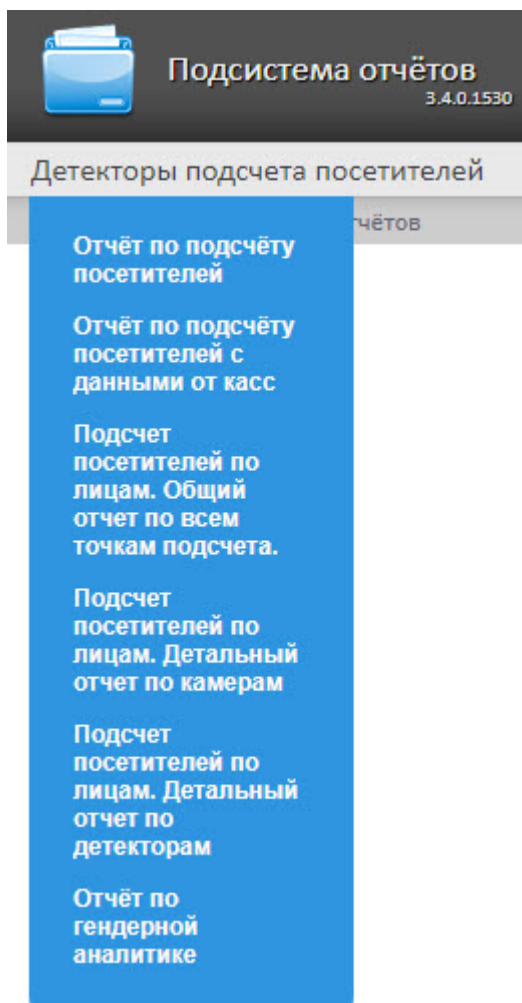 Подсистема отчётов
3.4.0.1530
Детекторы подсчета посетителей
чётов
Отчёт по подсчёту
посетителей
Отчёт по подсчёту
посетителей с
данными от касс
Подсчет
посетителей по
лицам. Общий
отчет по всем
точкам подсчета.
Подсчет
посетителей по
лицам. Детальный
отчет по камерам
Подсчет
посетителей по
лицам. Детальный
отчет по
детекторам
Отчёт по
гендерной
аналитике